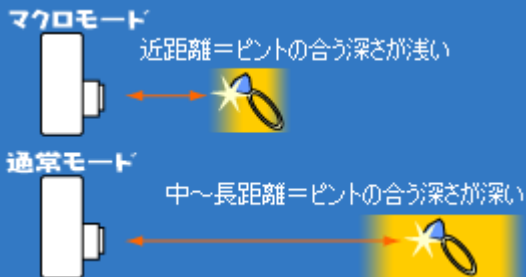 マクロモード
近距離＝ピントの合う深さが浅い
通常モード
中～長距離＝ピントの合う深さが深い